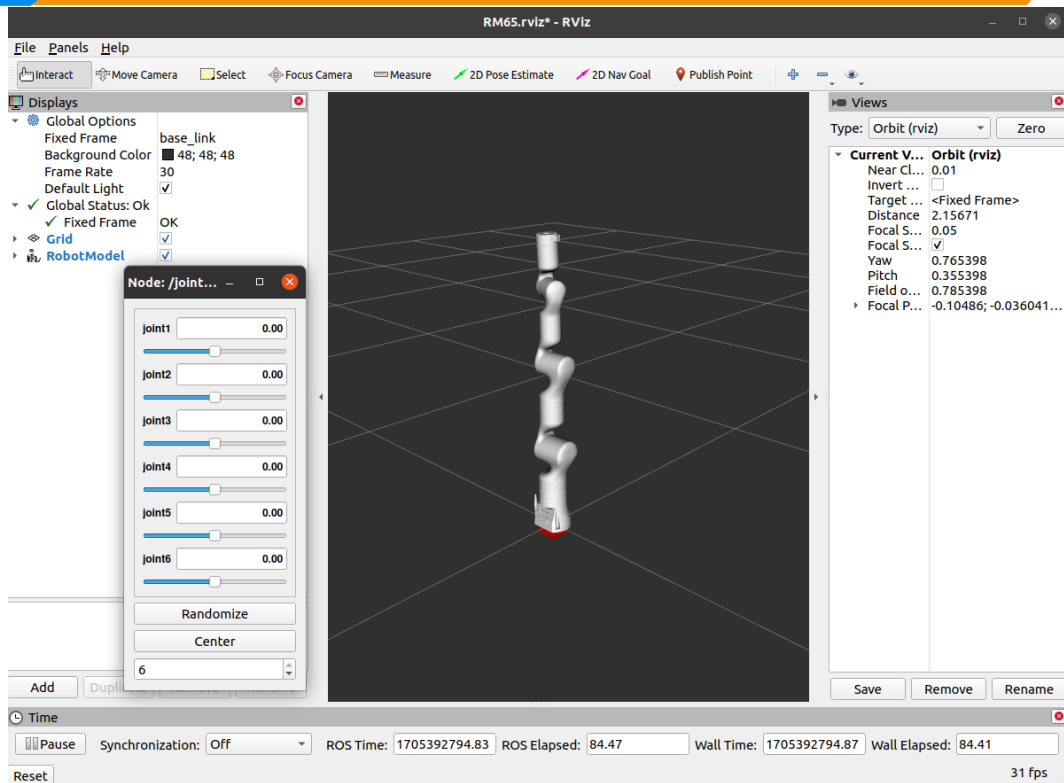 RM65.rviz* - RViz
File Panels Help
Interact Move Camera Select Focus Camera Measure 2D Pose Estimate 2D Nav Goal Publish Point
Displays
Global Options
Fixed Frame base_link
Background Color 48; 48; 48
Frame Rate 30
Default Light
Global Status: Ok
Fixed Frame OK
Grid
RobotModel
Node: /joint...
joint1 0.00
joint2 0.00
joint3 0.00
joint4 0.00
joint5 0.00
joint6 0.00
Randomize
Center
6
Add
Views
Type: Orbit (rviz) Zero
Current V... Orbit (rviz)
Near Cl... 0.01
Invert ...
Target ... <Fixed Frame>
Distance 2.15671
Focal S... 0.05
Focal S...
Yaw 0.765398
Pitch 0.355398
Field o... 0.785398
Focal P... -0.10486; -0.036041...
Save Remove Rename
Time
Pause Synchronization: Off ROS Time: 1705392794.83 ROS Elapsed: 84.47 Wall Time: 1705392794.87 Wall Elapsed: 84.41
Reset 31 fps